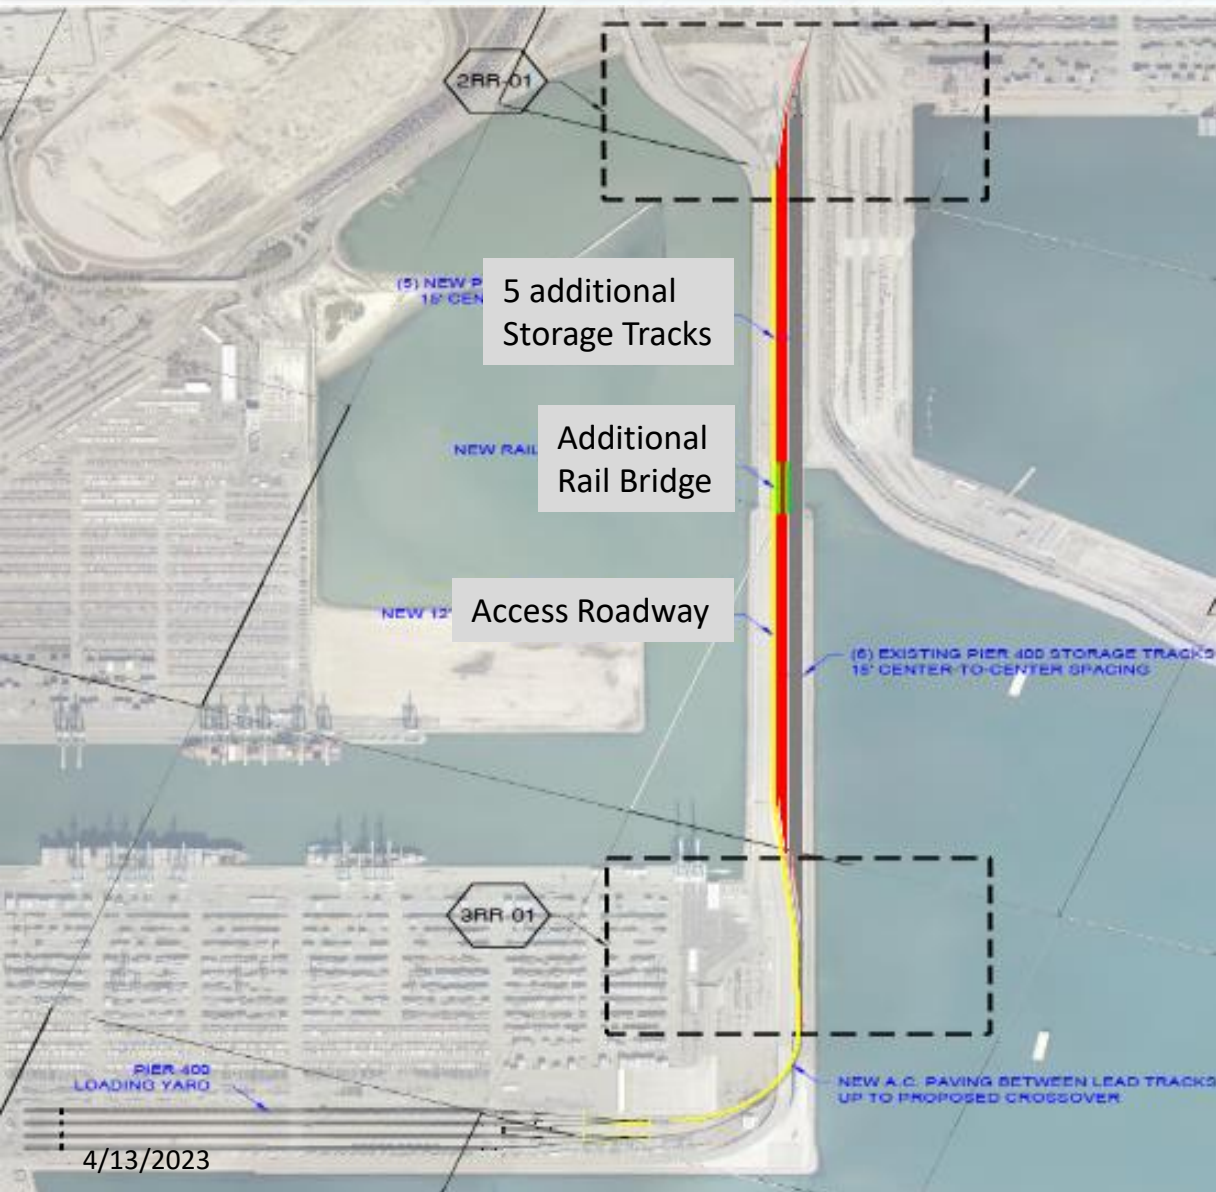 2RR-01
(5) NEW P
15' CEN
5 additional
Storage Tracks
NEW RAIL
Additional
Rail Bridge
NEW 12'
Access Roadway
(6) EXISTING PIER 400 STORAGE TRACKS
15' CENTER-TO-CENTER SPACING
3RR-01
PIER 400
LOADING YARD
NEW A.C. PAVING BETWEEN LEAD TRACKS
UP TO PROPOSED CROSSOVER
4/13/2023